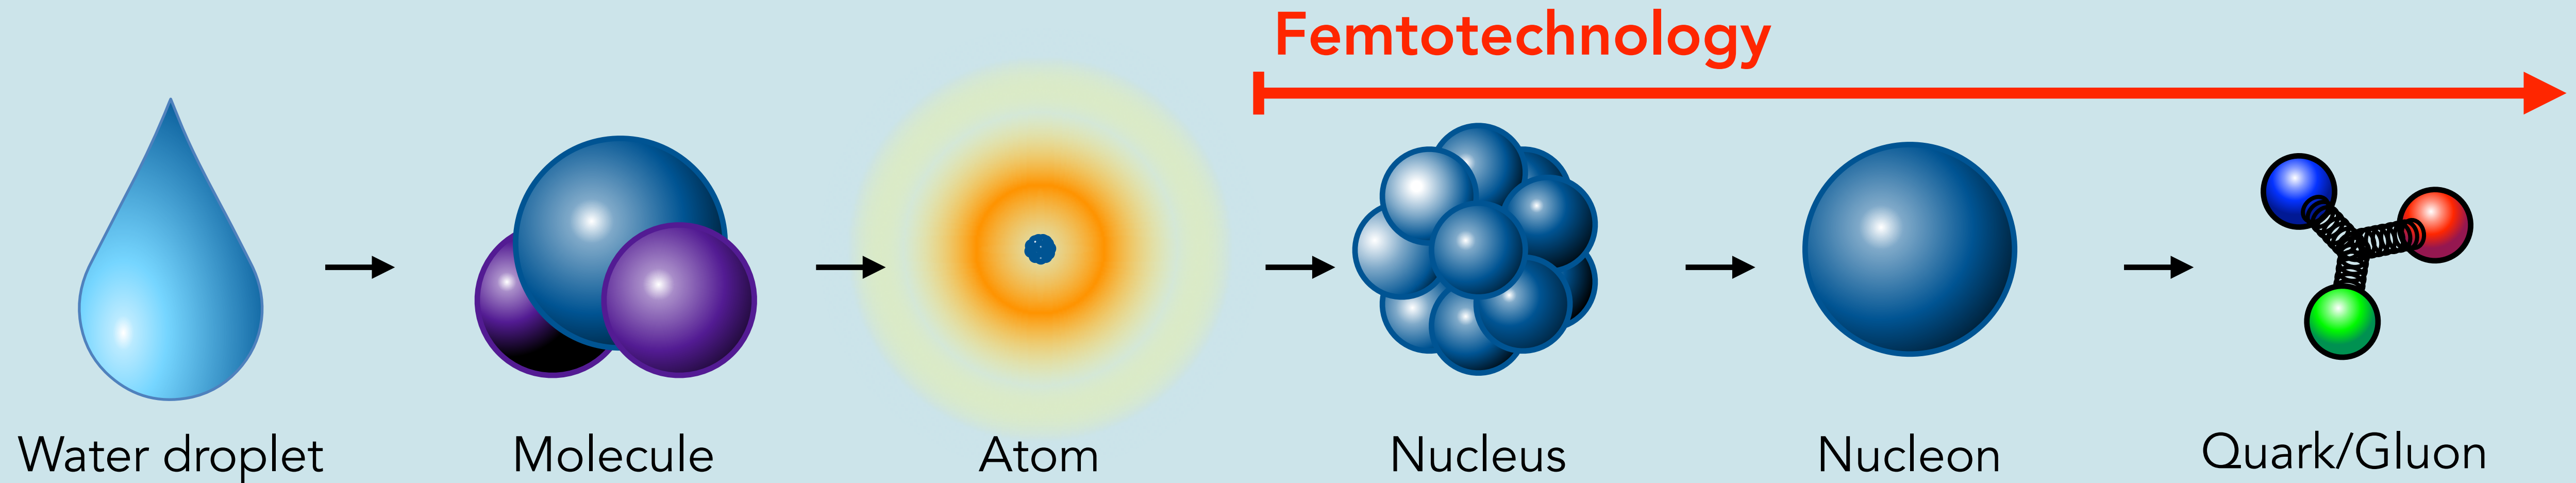 Femtotechnology
Water droplet
Molecule
Atom
Nucleus
Nucleon
Quark/Gluon